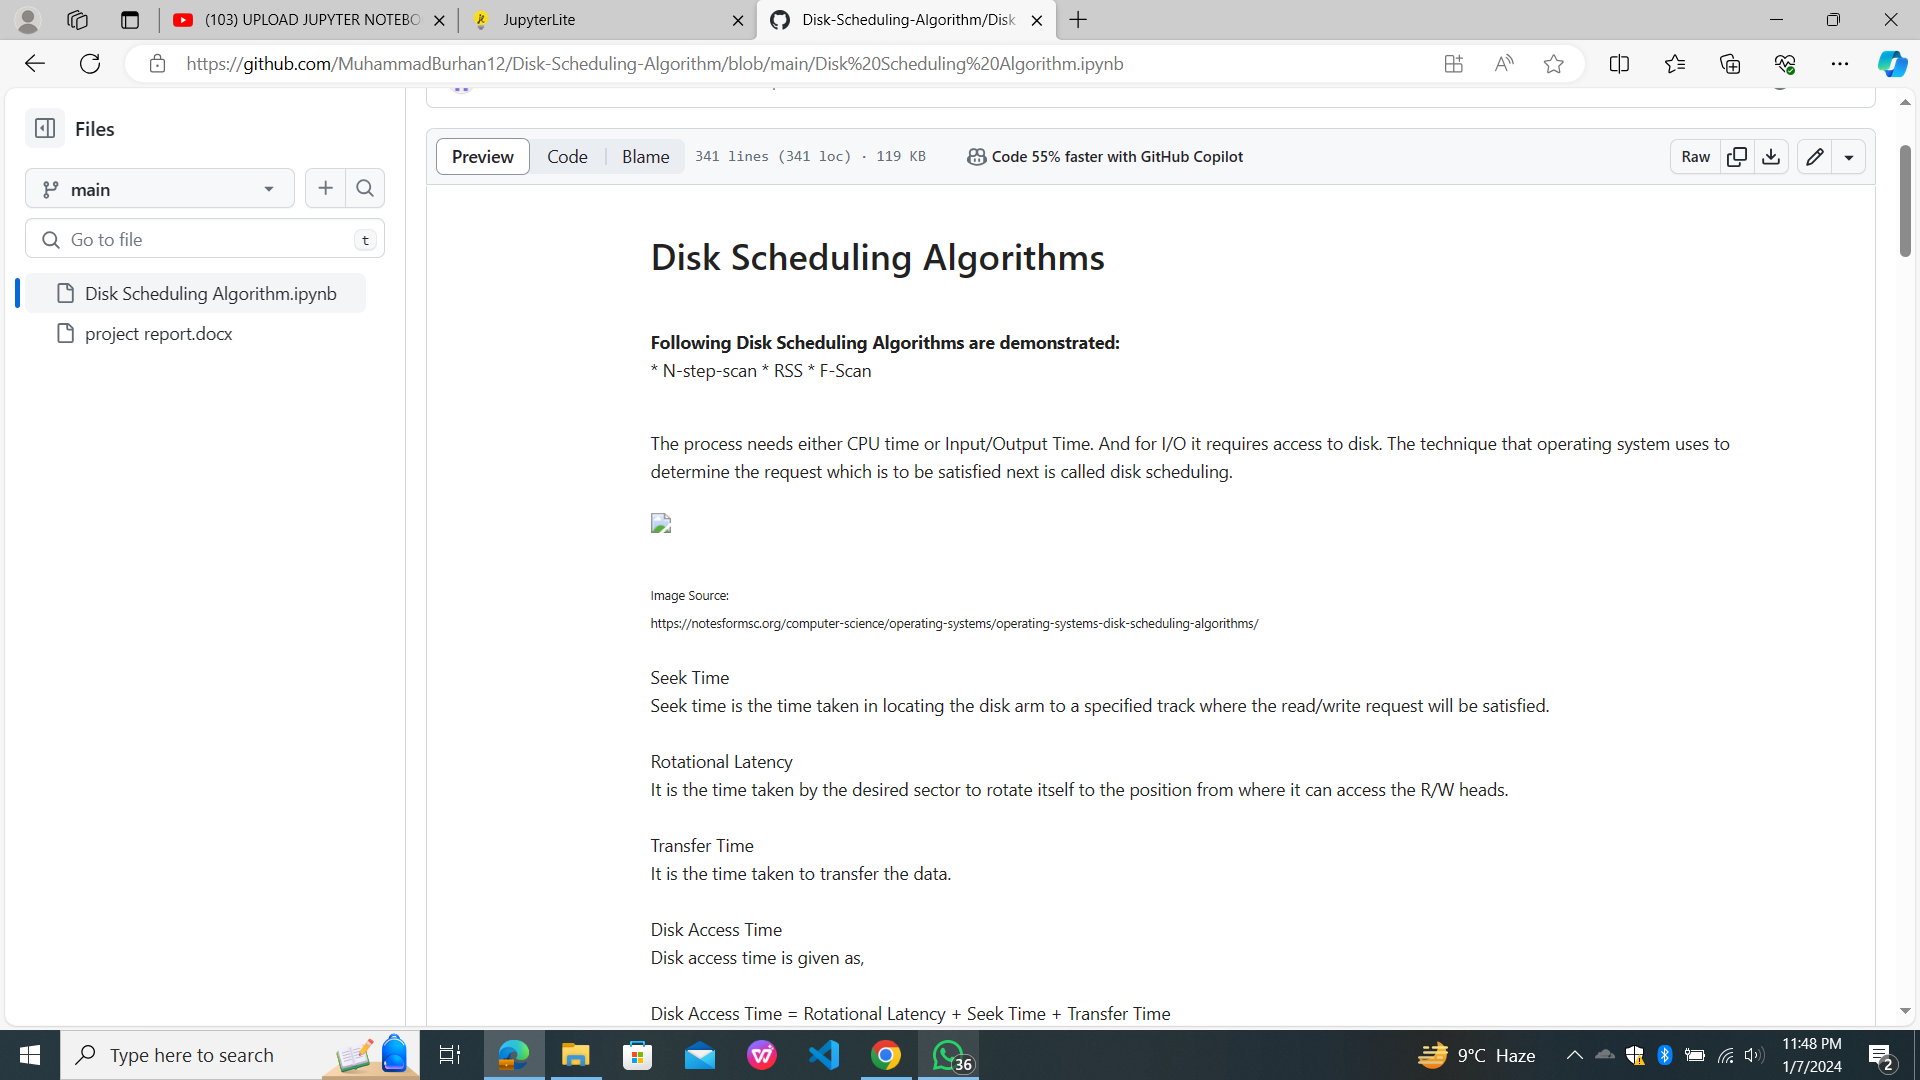 (103) UPLOAD JUPYTER NOTEBO
JupyterLite
Disk-Scheduling-Algorithm/Disk
https://github.com/MuhammadBurhan12/Disk-Scheduling-Algorithm/blob/main/Disk%20Scheduling%20Algorithm.ipynb
Files
main
Go to file
t
Disk Scheduling Algorithm.ipynb
project report.docx
Preview
Code
Blame
341 lines (341 loc) · 119 KB
Code 55% faster with GitHub Copilot
Raw
Disk Scheduling Algorithms
Following Disk Scheduling Algorithms are demonstrated:
* N-step-scan * RSS * F-Scan
The process needs either CPU time or Input/Output Time. And for I/O it requires access to disk. The technique that operating system uses to
determine the request which is to be satisfied next is called disk scheduling.
Image Source:
https://notesformsc.org/computer-science/operating-systems/operating-systems-disk-scheduling-algorithms/
Seek Time
Seek time is the time taken in locating the disk arm to a specified track where the read/write request will be satisfied.
Rotational Latency
It is the time taken by the desired sector to rotate itself to the position from where it can access the R/W heads.
Transfer Time
It is the time taken to transfer the data.
Disk Access Time
Disk access time is given as,
Disk Access Time = Rotational Latency + Seek Time + Transfer Time
Type here to search
36
9°C Haze
11:48 PM
1/7/2024
2